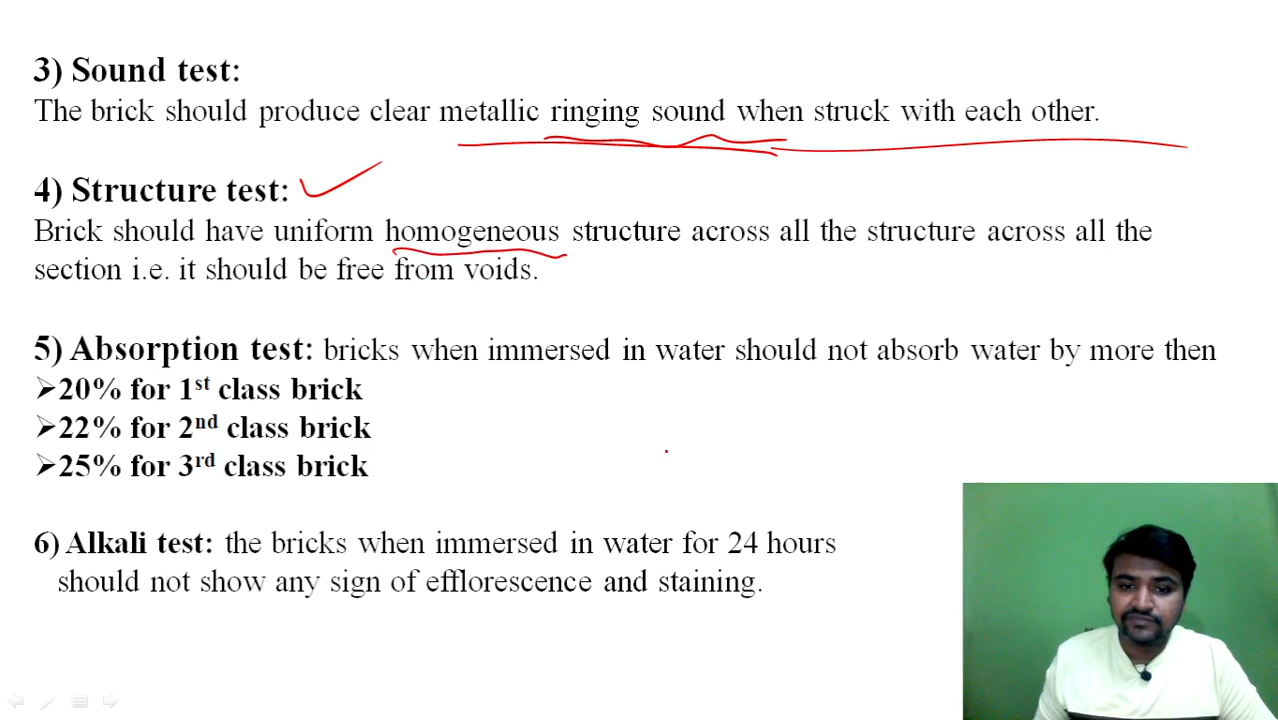 3) Sound test:
The brick should produce clear metallic ringing sound when struck with each other.
4) Structure test:
Brick should have uniform homogeneous structure across all the structure across all the
section i.e. it should be free from voids.
5) Absorption test: bricks when immersed in water should not absorb water by more then
➢20% for 1st class brick
➢22% for 2nd class brick
➢25% for 3rd class brick
6) Alkali test: the bricks when immersed in water for 24 hours
should not show any sign of efflorescence and staining.